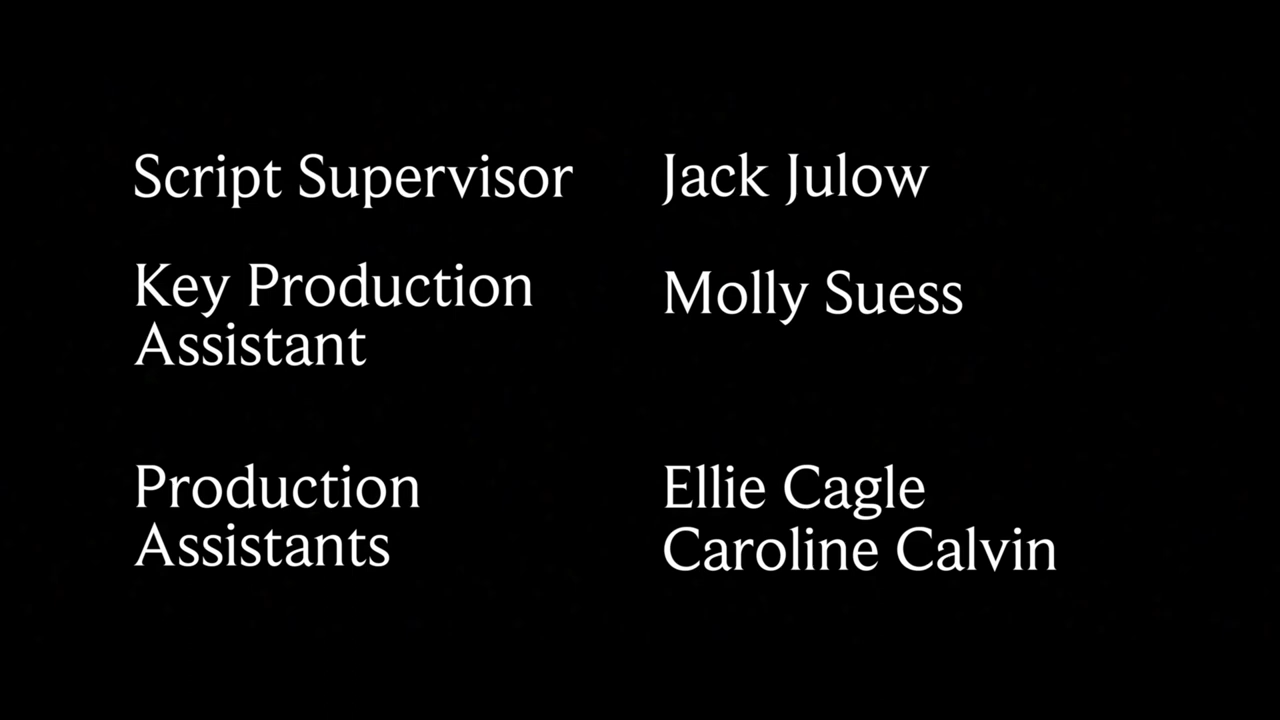 Script Supervisor Jack Julow
Key Production Molly Suess
Assistant
Production Ellie Cagle
Assistants Caroline Calvin